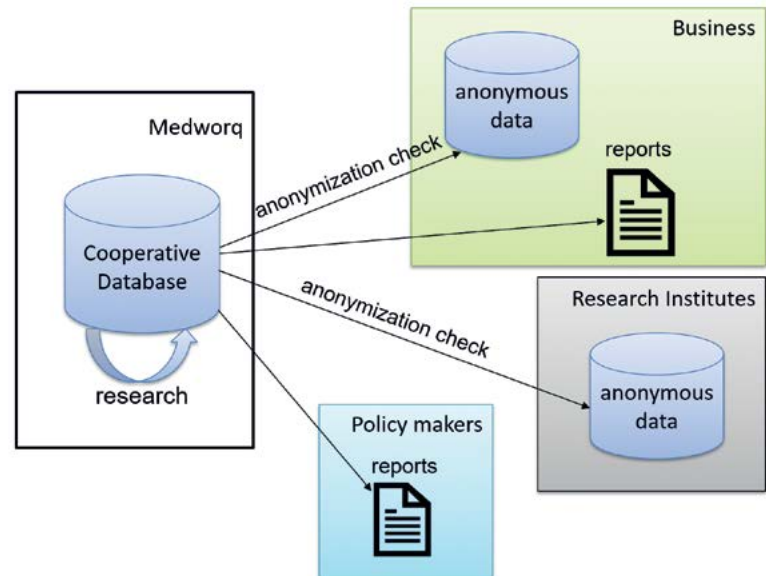 Medworq
Cooperative
Database
research
anonymization check
anonymization check
Business
anonymous
data
reports
Research Institutes
anonymous
data
Policy makers
reports